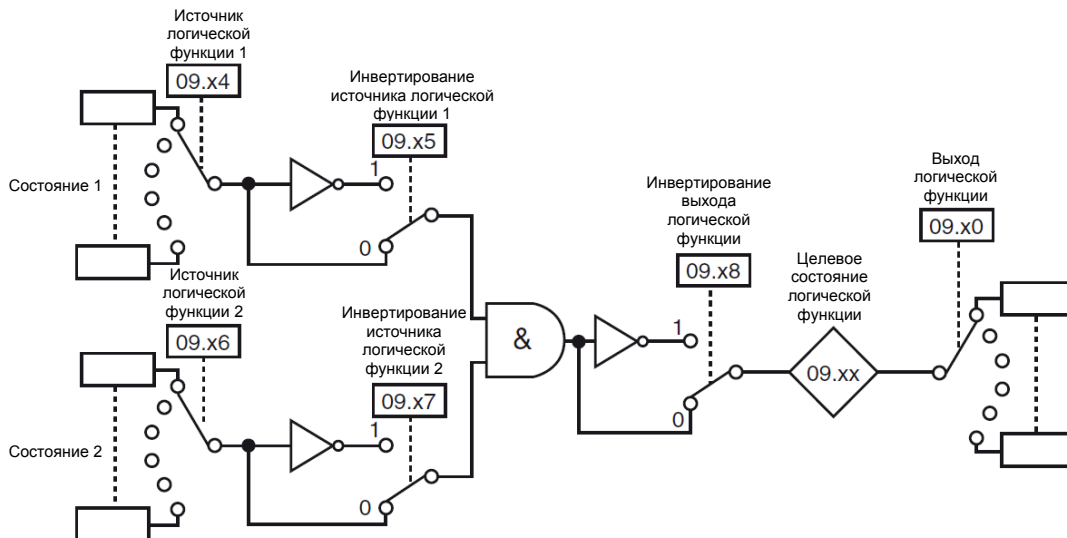 Источник
логической
функции 1
09.x4
Инвертирование
источника логической
функции 1
09.x5
Состояние 1
1
0
Источник
логической
функции 2
09.x6
Инвертирование
источника
логической
функции 2
09.x7
Состояние 2
1
0
&
Инвертирование
выхода
логической
функции
09.x8
1
0
Целевое
состояние
логической
функции
09.xx
Выход
логической
функции
09.x0